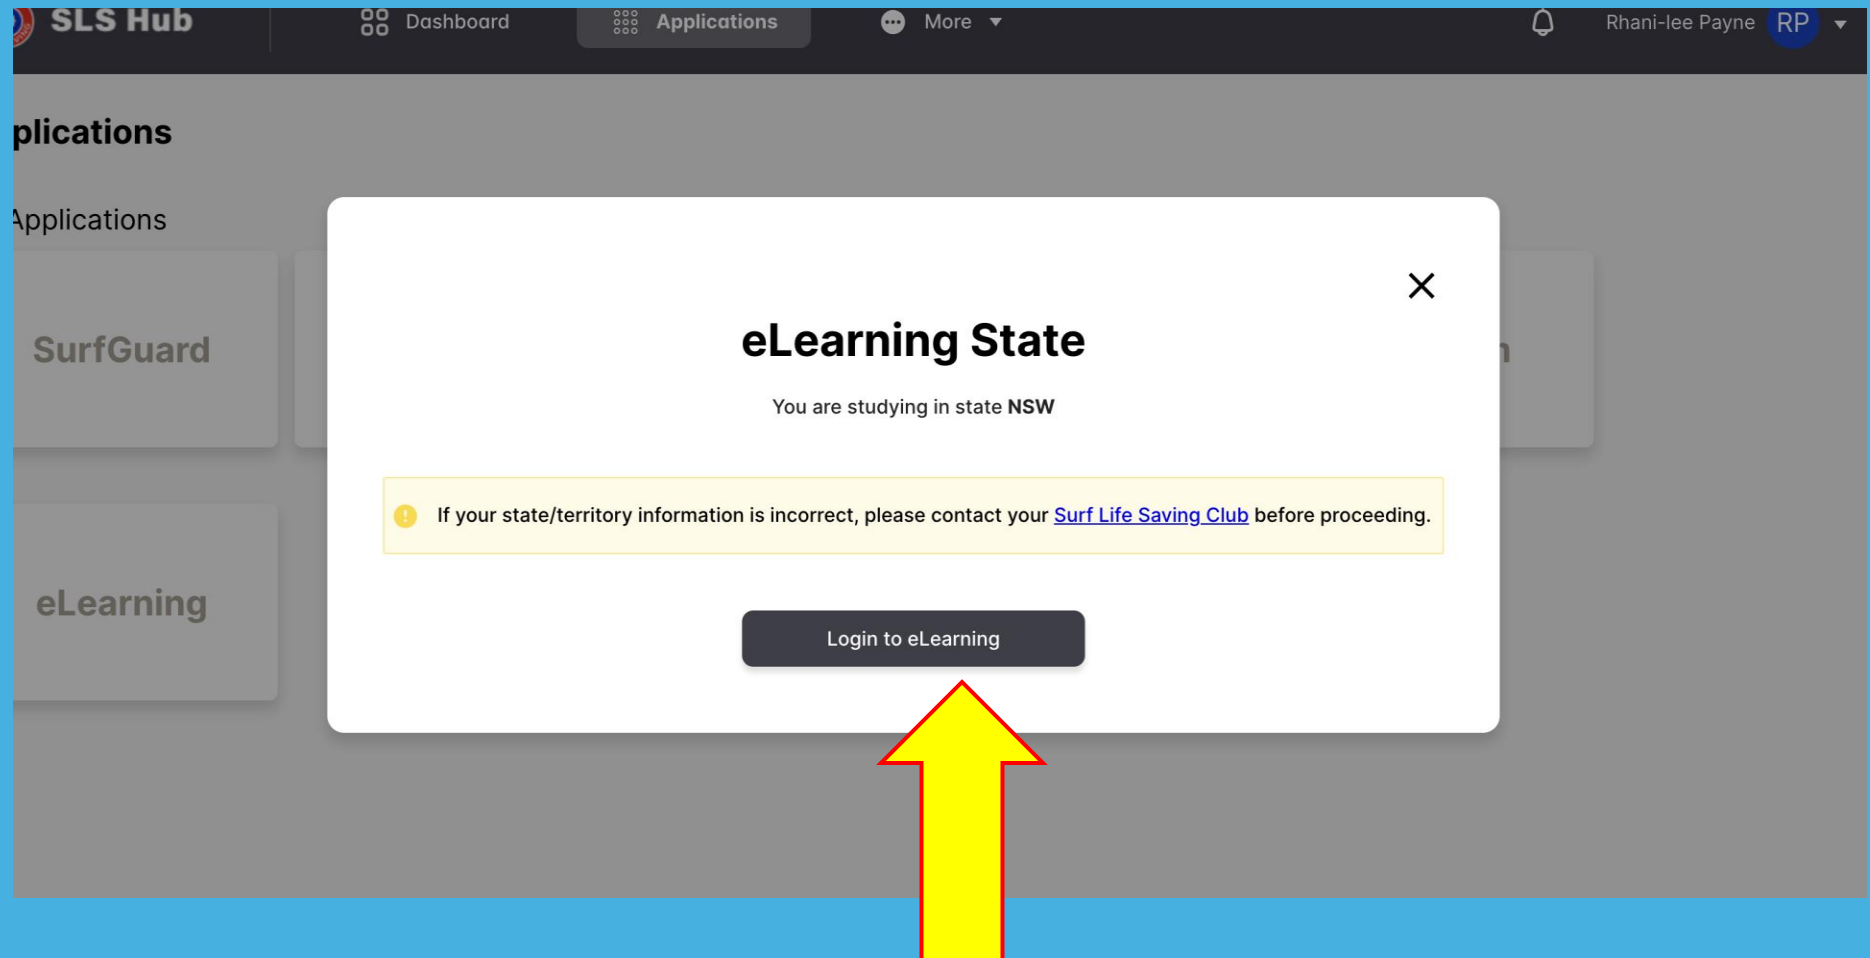 SLS Hub
Dashboard
Applications
More
Rhani-lee Payne
RP
plications
Applications
SurfGuard
eLearning State
You are studying in state NSW
If your state/territory information is incorrect, please contact your Surf Life Saving Club before proceeding.
eLearning
Login to eLearning